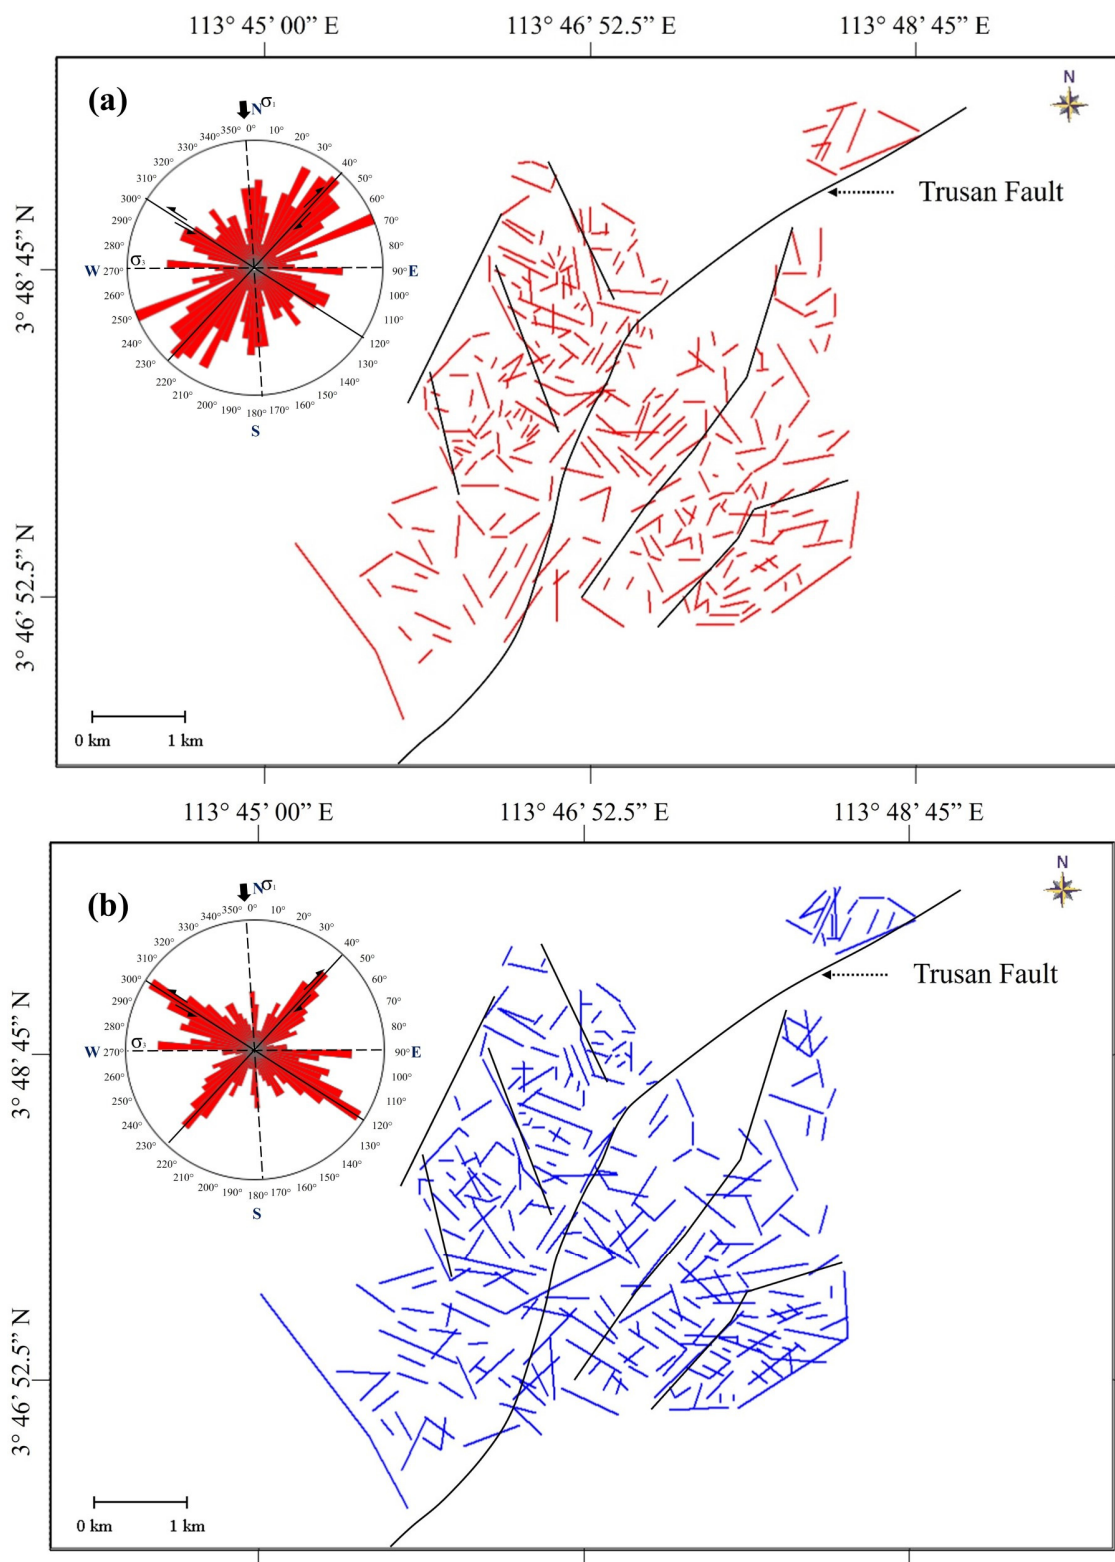 113° 45’ 00” E 113° 46’ 52.5” E 113° 48’ 45” E
(a)
N σ1
N
350° 0° 10°
340° 20°
330° 30°
320° 40°
310° 50°
300° 60°
290° 70°
280° 80°
W 270° σ3 90° E
260° 100°
250° 110°
240° 120°
230° 130°
220° 140°
210° 150°
200° 160°
190° 180° 170°
S
Trusan Fault
3° 48’ 45” N
3° 46’ 52.5” N
0 km 1 km
113° 45’ 00” E 113° 46’ 52.5” E 113° 48’ 45” E
(b)
N σ1
N
350° 0° 10°
340° 20°
330° 30°
320° 40°
310° 50°
300° 60°
290° 70°
280° 80°
W 270° σ3 90° E
260° 100°
250° 110°
240° 120°
230° 130°
220° 140°
210° 150°
200° 160°
190° 180° 170°
S
Trusan Fault
3° 48’ 45” N
3° 46’ 52.5” N
0 km 1 km